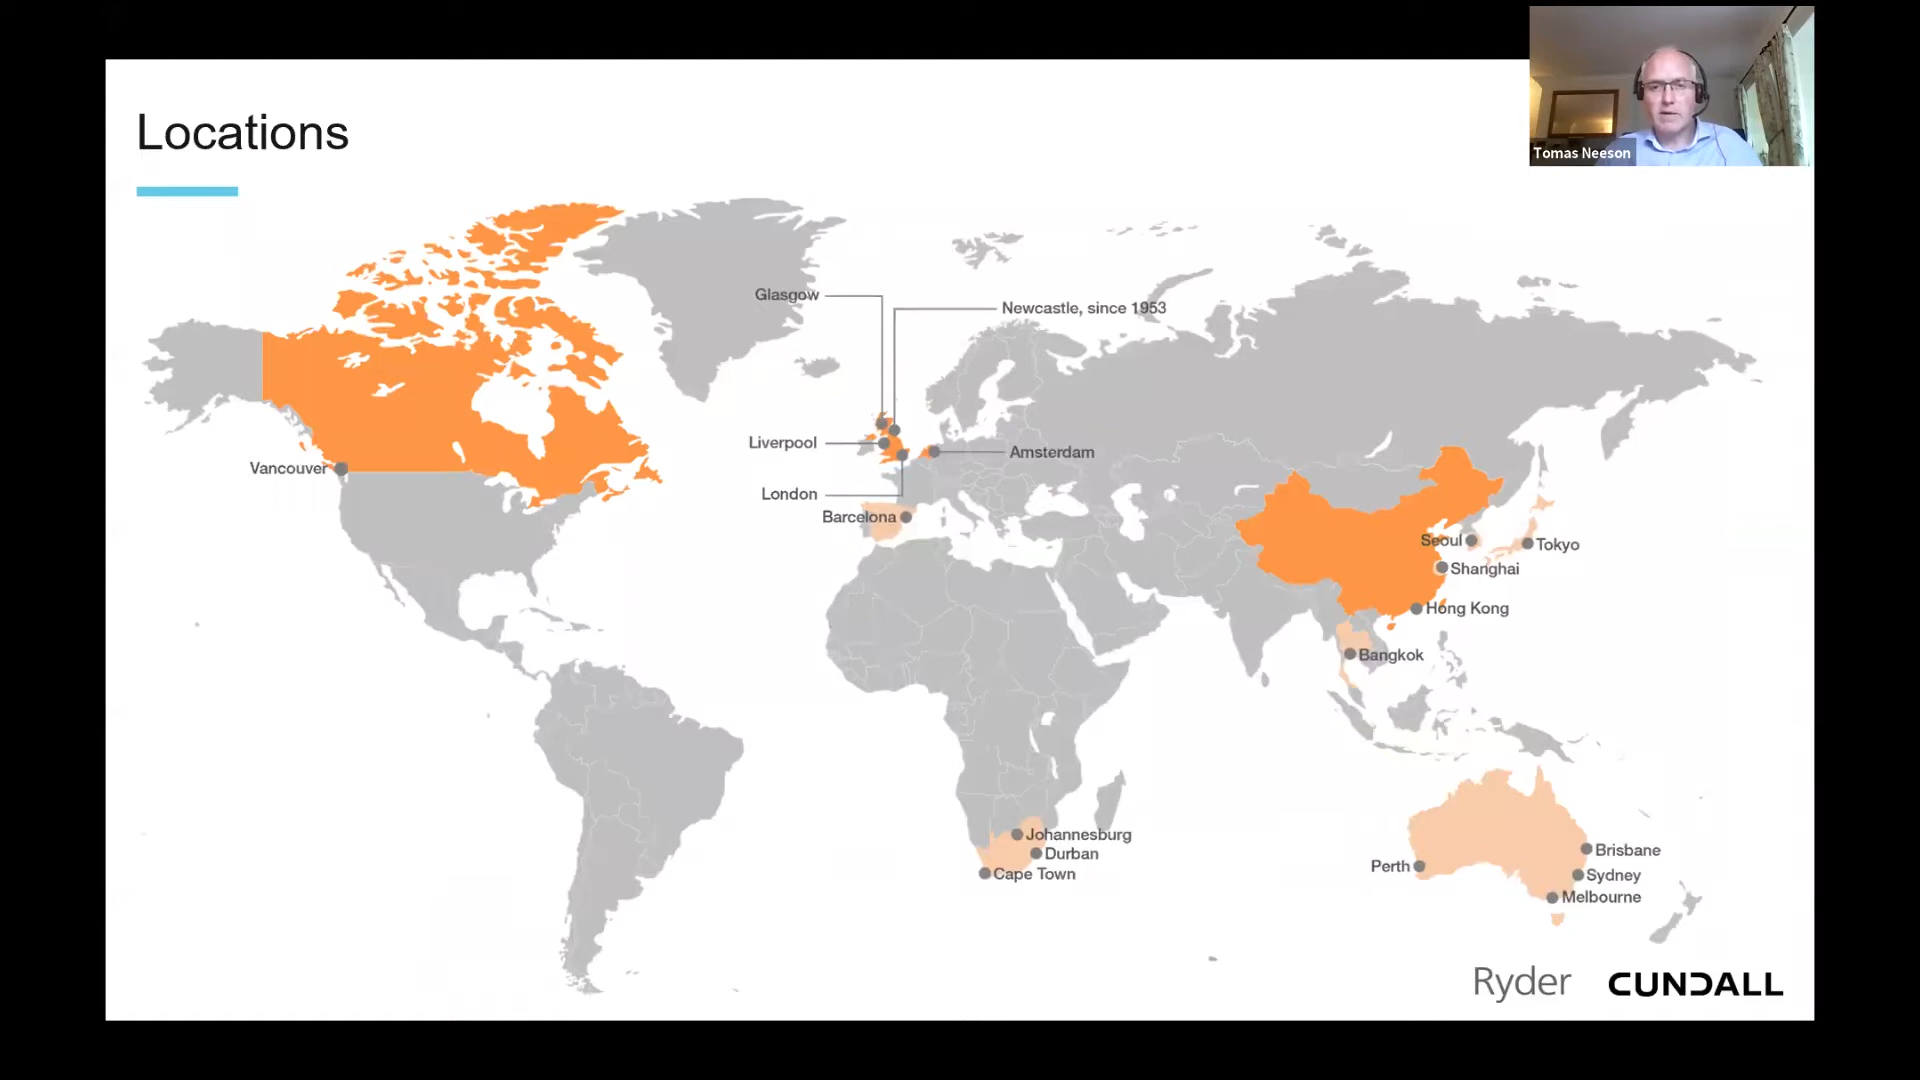 Tomas Neeson
Locations
Glasgow
Newcastle, since 1953
Liverpool
Amsterdam
Vancouver
London
Barcelona
Seoul
Tokyo
Shanghai
Hong Kong
Bangkok
Johannesburg
Durban
Cape Town
Perth
Brisbane
Sydney
Melbourne
Ryder CUNDALL